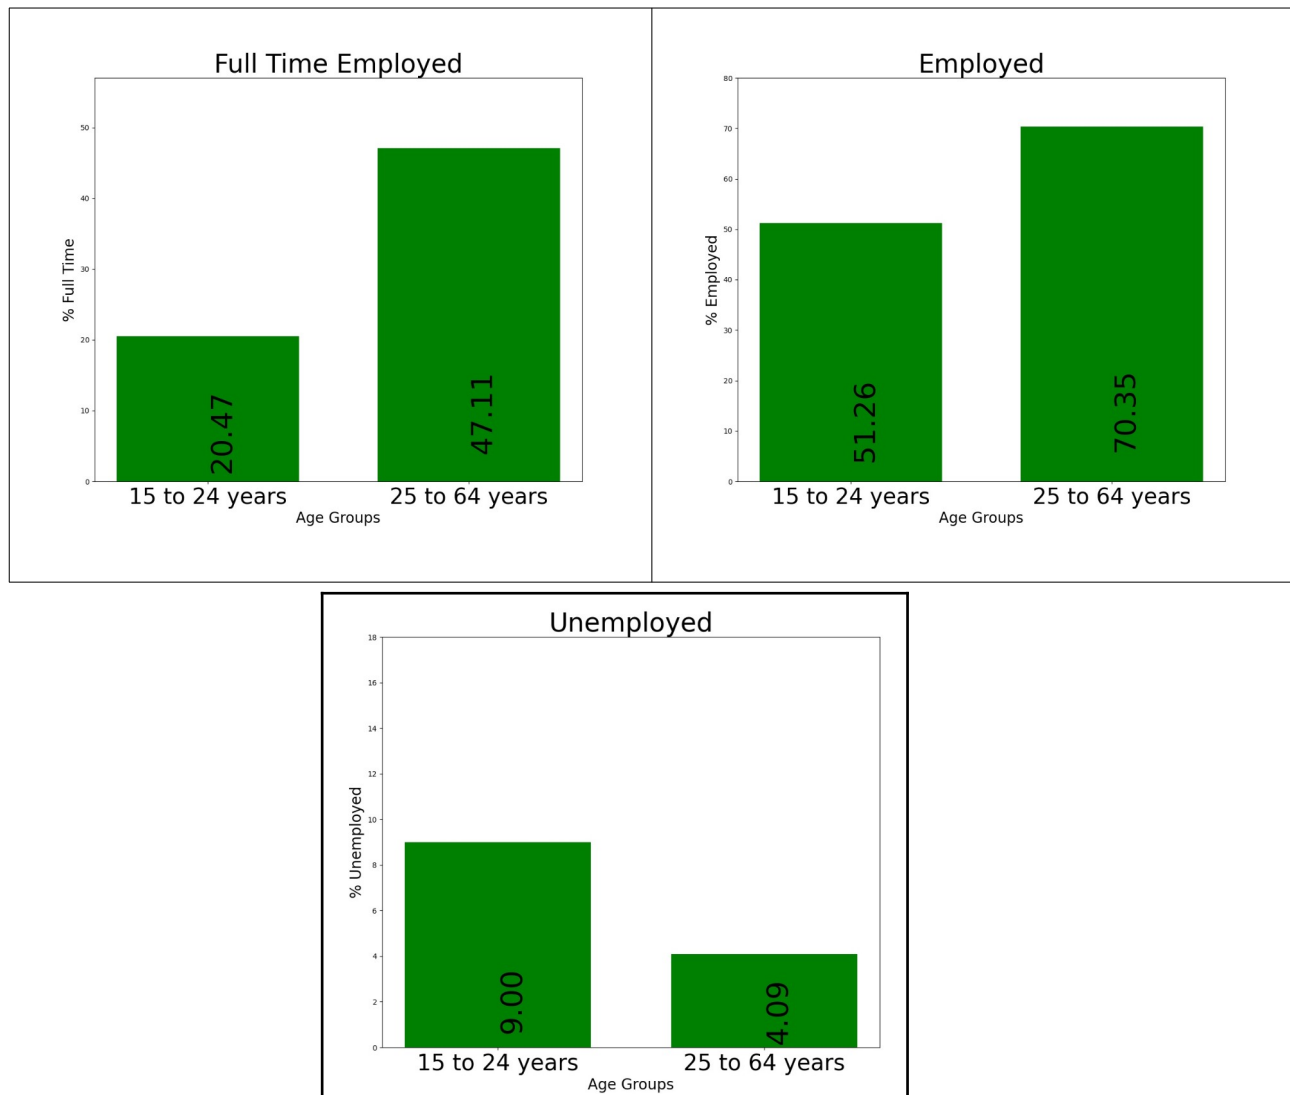 Full Time Employed
% Full Time
50
40
30
20
10
0
20.47
47.11
15 to 24 years
25 to 64 years
Age Groups
Employed
% Employed
80
70
60
50
40
30
20
10
0
51.26
70.35
15 to 24 years
25 to 64 years
Age Groups
Unemployed
% Unemployed
18
16
14
12
10
8
6
4
2
0
9.00
4.09
15 to 24 years
25 to 64 years
Age Groups